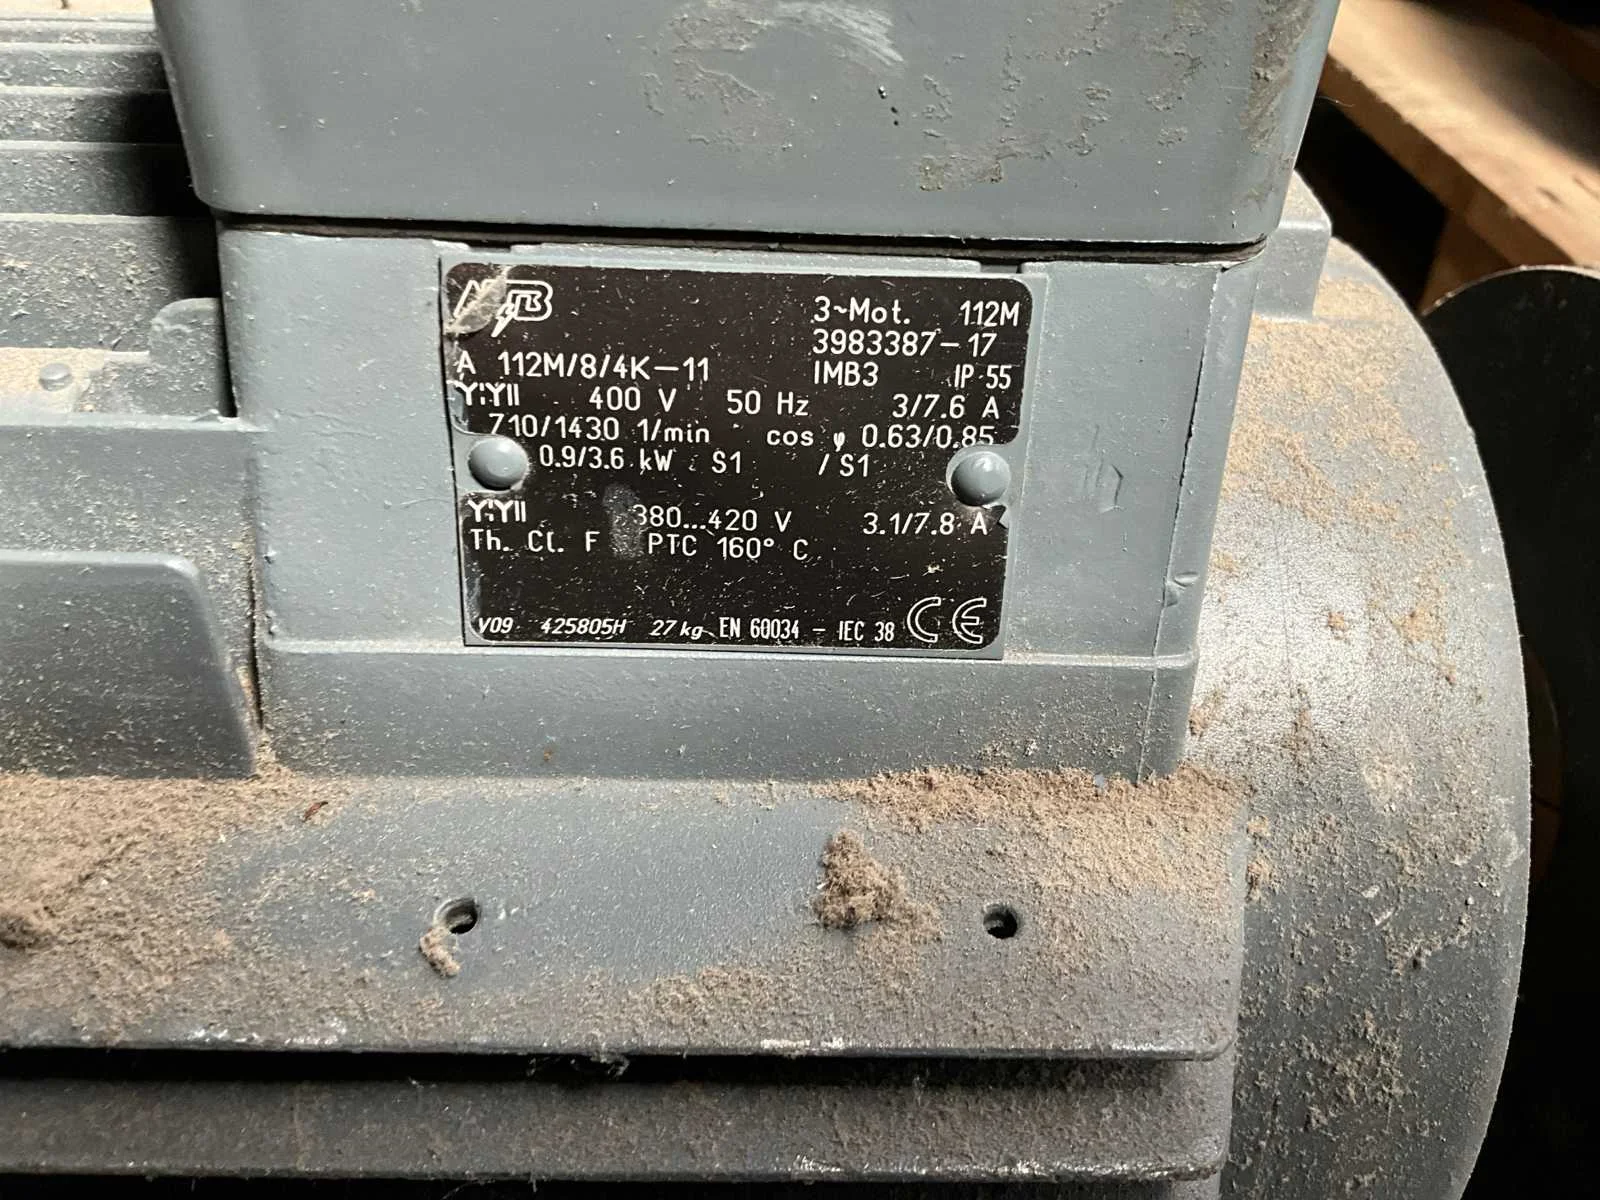 3~Mot. 112M
3983387-17
A 112M/8/4K-11 IMB3 IP 55
Y/YII 400 V 50 Hz 3/7.6 A
710/1430 1/min cos φ 0.63/0.85
0.9/3.6 kW S1 / S1
Y/YII 380...420 V 3.1/7.8 A
Th. Cl. F PTC 160° C
V09 425805H 27 kg EN 60034 - IEC 38 CE